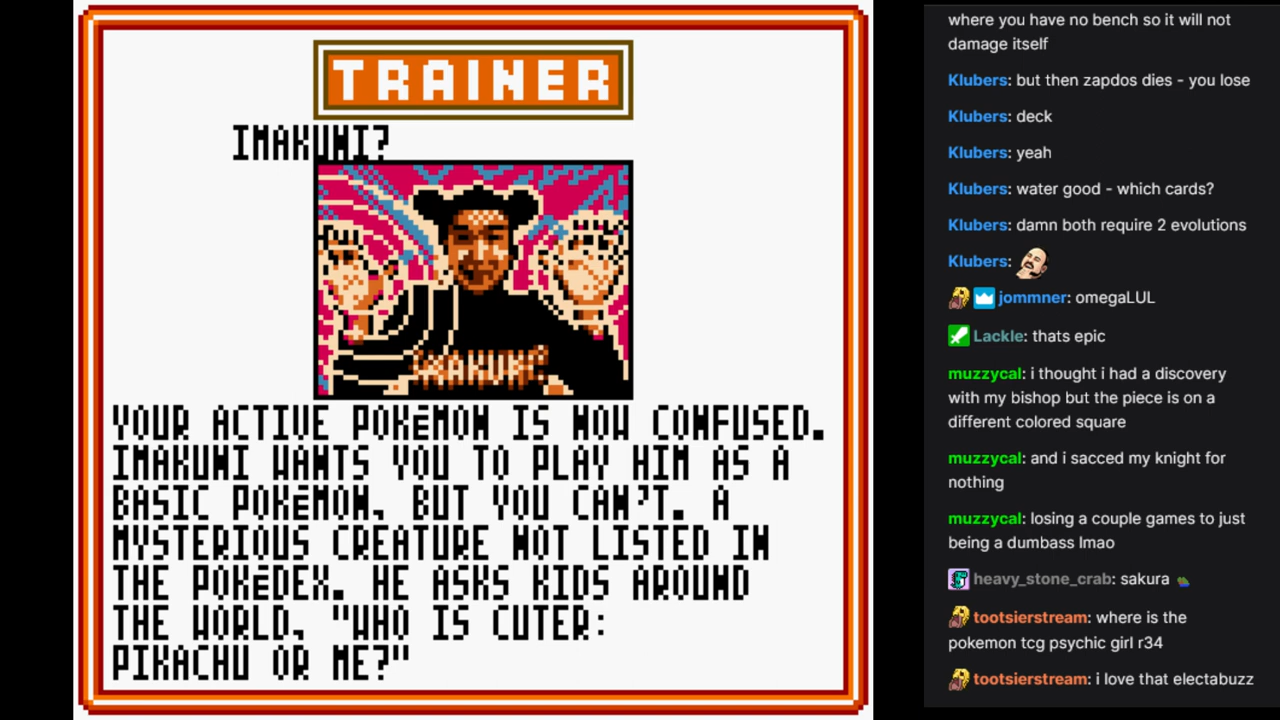 TRAINER
IMAKUNI?
IMAKUNI?
YOUR ACTIVE POKéMON IS NOW CONFUSED.
IMAKUNI WANTS YOU TO PLAY HIM AS A
BASIC POKéMON, BUT YOU CAN'T. A
MYSTERIOUS CREATURE NOT LISTED IN
THE POKéDEX. HE ASKS KIDS AROUND
THE WORLD, "WHO IS CUTER:
PIKACHU OR ME?"
where you have no bench so it will not
damage itself
Klubers: but then zapdos dies - you lose
Klubers: deck
Klubers: yeah
Klubers: water good - which cards?
Klubers: damn both require 2 evolutions
Klubers:
jommner: omegaLUL
Lackle: thats epic
muzzycal: i thought i had a discovery
with my bishop but the piece is on a
different colored square
muzzycal: and i sacced my knight for
nothing
muzzycal: losing a couple games to just
being a dumbass lmao
heavy_stone_crab: sakura
tootsierstream: where is the
pokemon tcg psychic girl r34
tootsierstream: i love that electabuzz